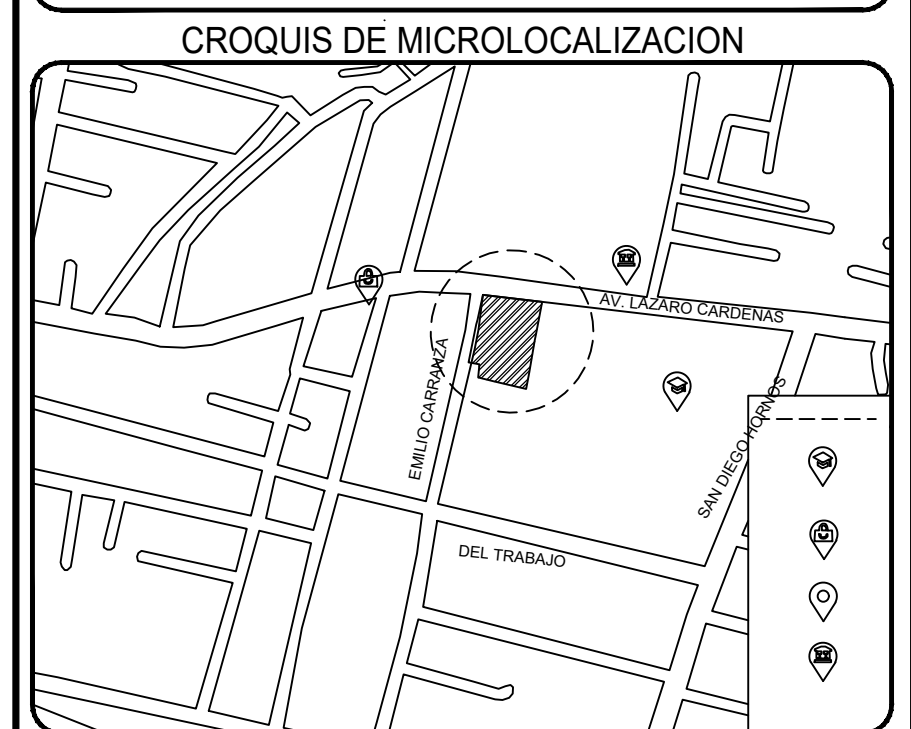 CROQUIS DE MICROLOCALIZACION
AV. LAZARO CARDENAS
EMILIO CARRANZA
SAN DIEGO HORNOS
DEL TRABAJO